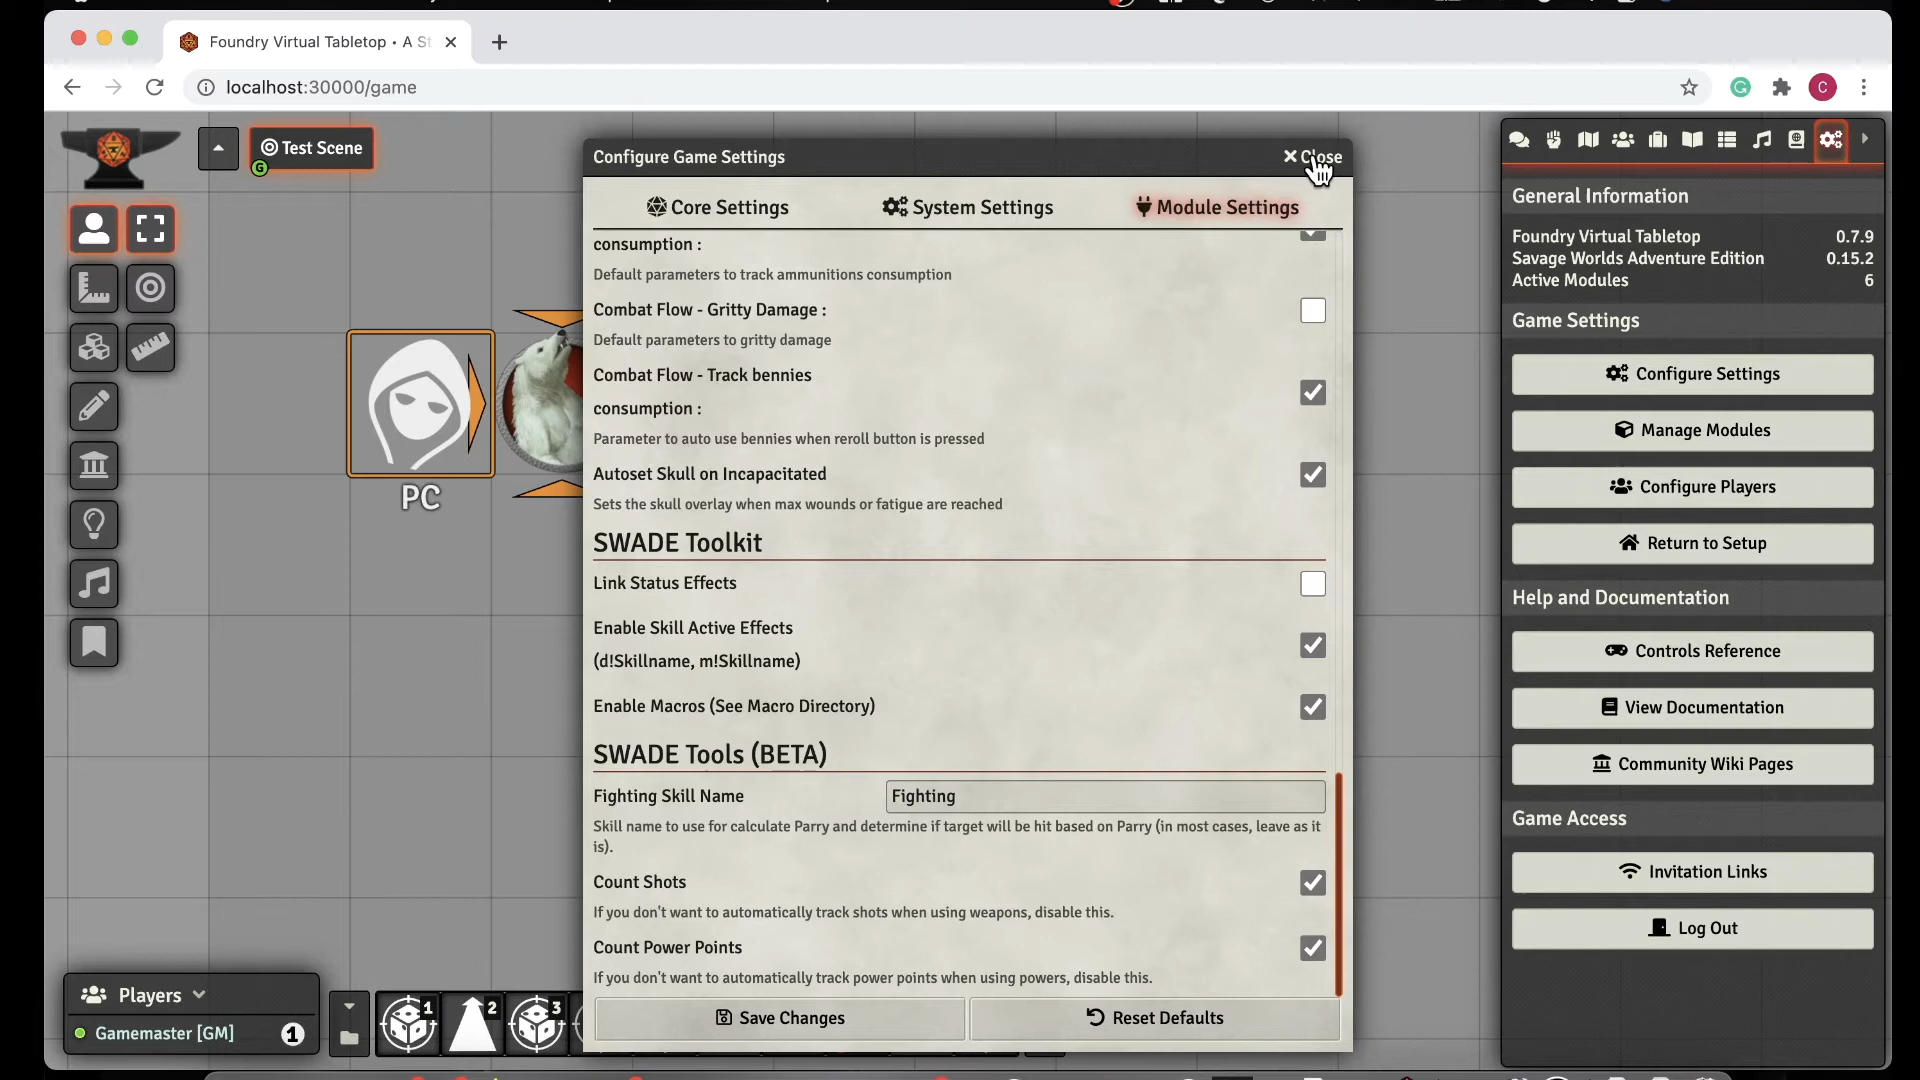 Foundry Virtual Tabletop • A St
localhost:30000/game
Test Scene
G
PC
Configure Game Settings
Close
Core Settings
System Settings
Module Settings
consumption :
Default parameters to track ammunitions consumption
Combat Flow - Gritty Damage :
Default parameters to gritty damage
Combat Flow - Track bennies
consumption :
Parameter to auto use bennies when reroll button is pressed
Autoset Skull on Incapacitated
Sets the skull overlay when max wounds or fatigue are reached
SWADE Toolkit
Link Status Effects
Enable Skill Active Effects
(d!Skillname, m!Skillname)
Enable Macros (See Macro Directory)
SWADE Tools (BETA)
Fighting Skill Name
Fighting
Skill name to use for calculate Parry and determine if target will be hit based on Parry (in most cases, leave as it
is).
Count Shots
If you don't want to automatically track shots when using weapons, disable this.
Count Power Points
If you don't want to automatically track power points when using powers, disable this.
Save Changes
Reset Defaults
C
General Information
Foundry Virtual Tabletop 0.7.9
Savage Worlds Adventure Edition 0.15.2
Active Modules 6
Game Settings
Configure Settings
Manage Modules
Configure Players
Return to Setup
Help and Documentation
Controls Reference
View Documentation
Community Wiki Pages
Game Access
Invitation Links
Log Out
Players
Gamemaster [GM] 1
1
2
3